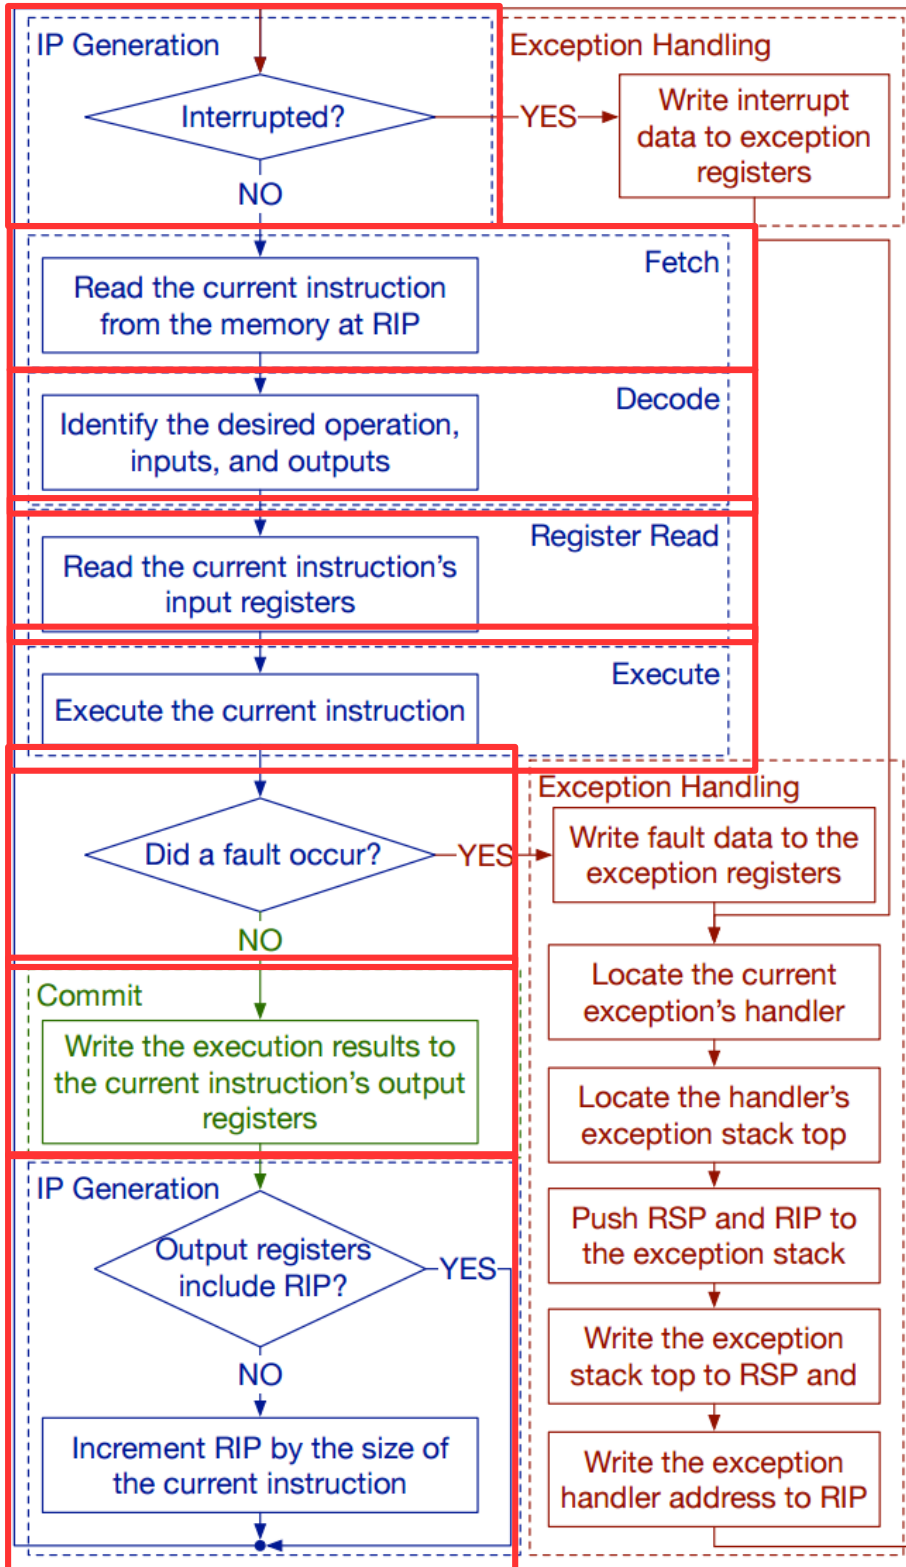 IP Generation
Exception Handling
Interrupted?
YES
Write interrupt
data to exception
registers
NO
Fetch
Read the current instruction
from the memory at RIP
Decode
Identify the desired operation,
inputs, and outputs
Register Read
Read the current instruction's
input registers
Execute
Execute the current instruction
Exception Handling
Did a fault occur?
YES
Write fault data to the
exception registers
NO
Locate the current
exception's handler
Commit
Write the execution results to
the current instruction's output
registers
Locate the handler's
exception stack top
IP Generation
Output registers
include RIP?
YES
Push RSP and RIP to
the exception stack
NO
Write the exception
stack top to RSP and
Increment RIP by the size of
the current instruction
Write the exception
handler address to RIP